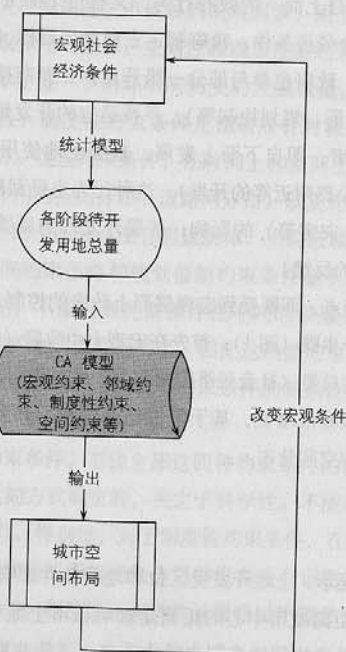 宏观社会
经济条件
统计模型
各阶段待开
发用地总量
输入
CA 模型
(宏观约束、邻域约
束、制度性约束、
空间约束等)
改变宏观条件
输出
城市空
间布局